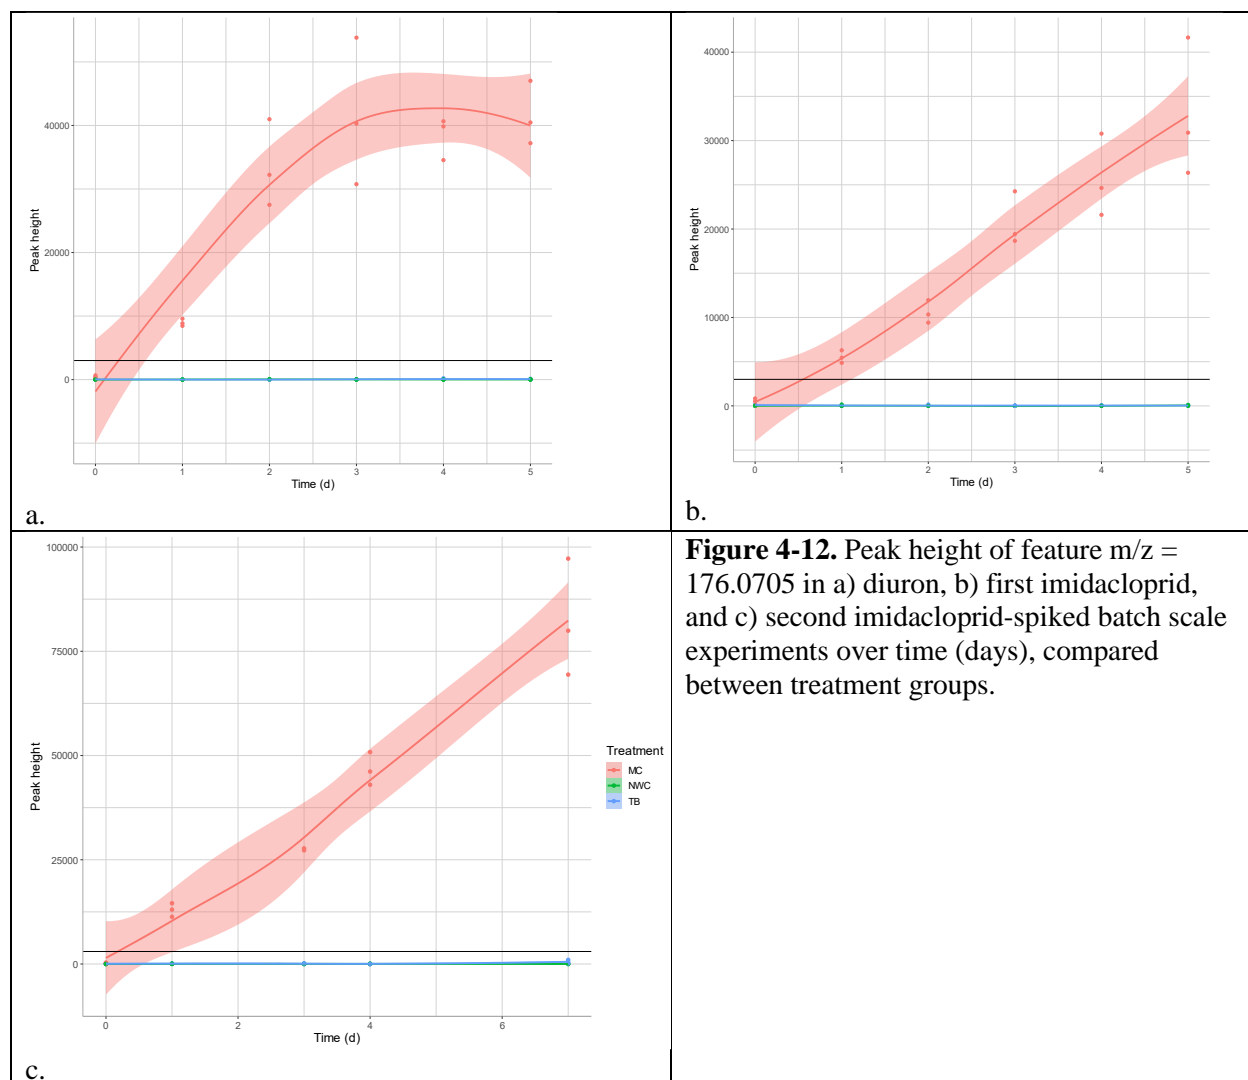 40000
20000
0
Peak height
0 1 2 3 4 5
Time (d)
a.
40000
30000
20000
10000
0
Peak height
0 1 2 3 4 5
Time (d)
b.
100000
75000
50000
25000
0
Peak height
0 2 4 6
Time (d)
Treatment
MC
NWC
TB
c.
Figure 4-12. Peak height of feature m/z =
176.0705 in a) diuron, b) first imidacloprid,
and c) second imidacloprid-spiked batch scale
experiments over time (days), compared
between treatment groups.